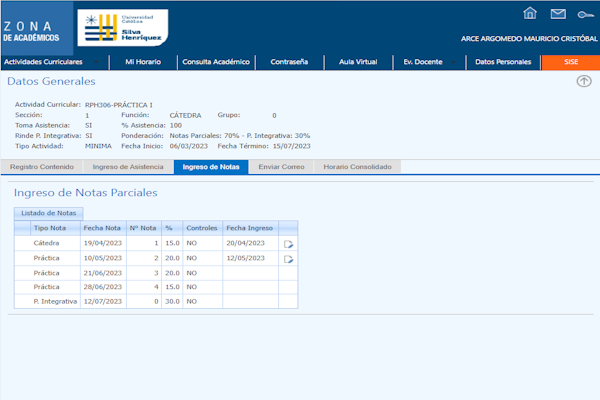 ZONA
DE ACADÉMICOS
Universidad
Católica
Silva
Henríquez
ARCE ARGOMEDO MAURICIO CRISTÓBAL
Actividades Curriculares Mi Horario Consulta Académico Contraseña Aula Virtual Ev. Docente Datos Personales SISE
Datos Generales
Actividad Curricular: RPH306-PRÁCTICA I
Sección: 1 Función: CÁTEDRA Grupo: 0
Toma Asistencia: SI % Asistencia: 100
Rinde P. Integrativa: SI Ponderación: Notas Parciales: 70% - P. Integrativa: 30%
Tipo Actividad: MINIMA Fecha Inicio: 06/03/2023 Fecha Término: 15/07/2023
Registro Contenido Ingreso de Asistencia Ingreso de Notas Enviar Correo Horario Consolidado
Ingreso de Notas Parciales
Listado de Notas
Tipo Nota Fecha Nota Nº Nota % Controles Fecha Ingreso
Cátedra 19/04/2023 1 15.0 NO 20/04/2023
Práctica 10/05/2023 2 20.0 NO 12/05/2023
Práctica 21/06/2023 3 20.0 NO
Práctica 28/06/2023 4 15.0 NO
P. Integrativa 12/07/2023 0 30.0 NO